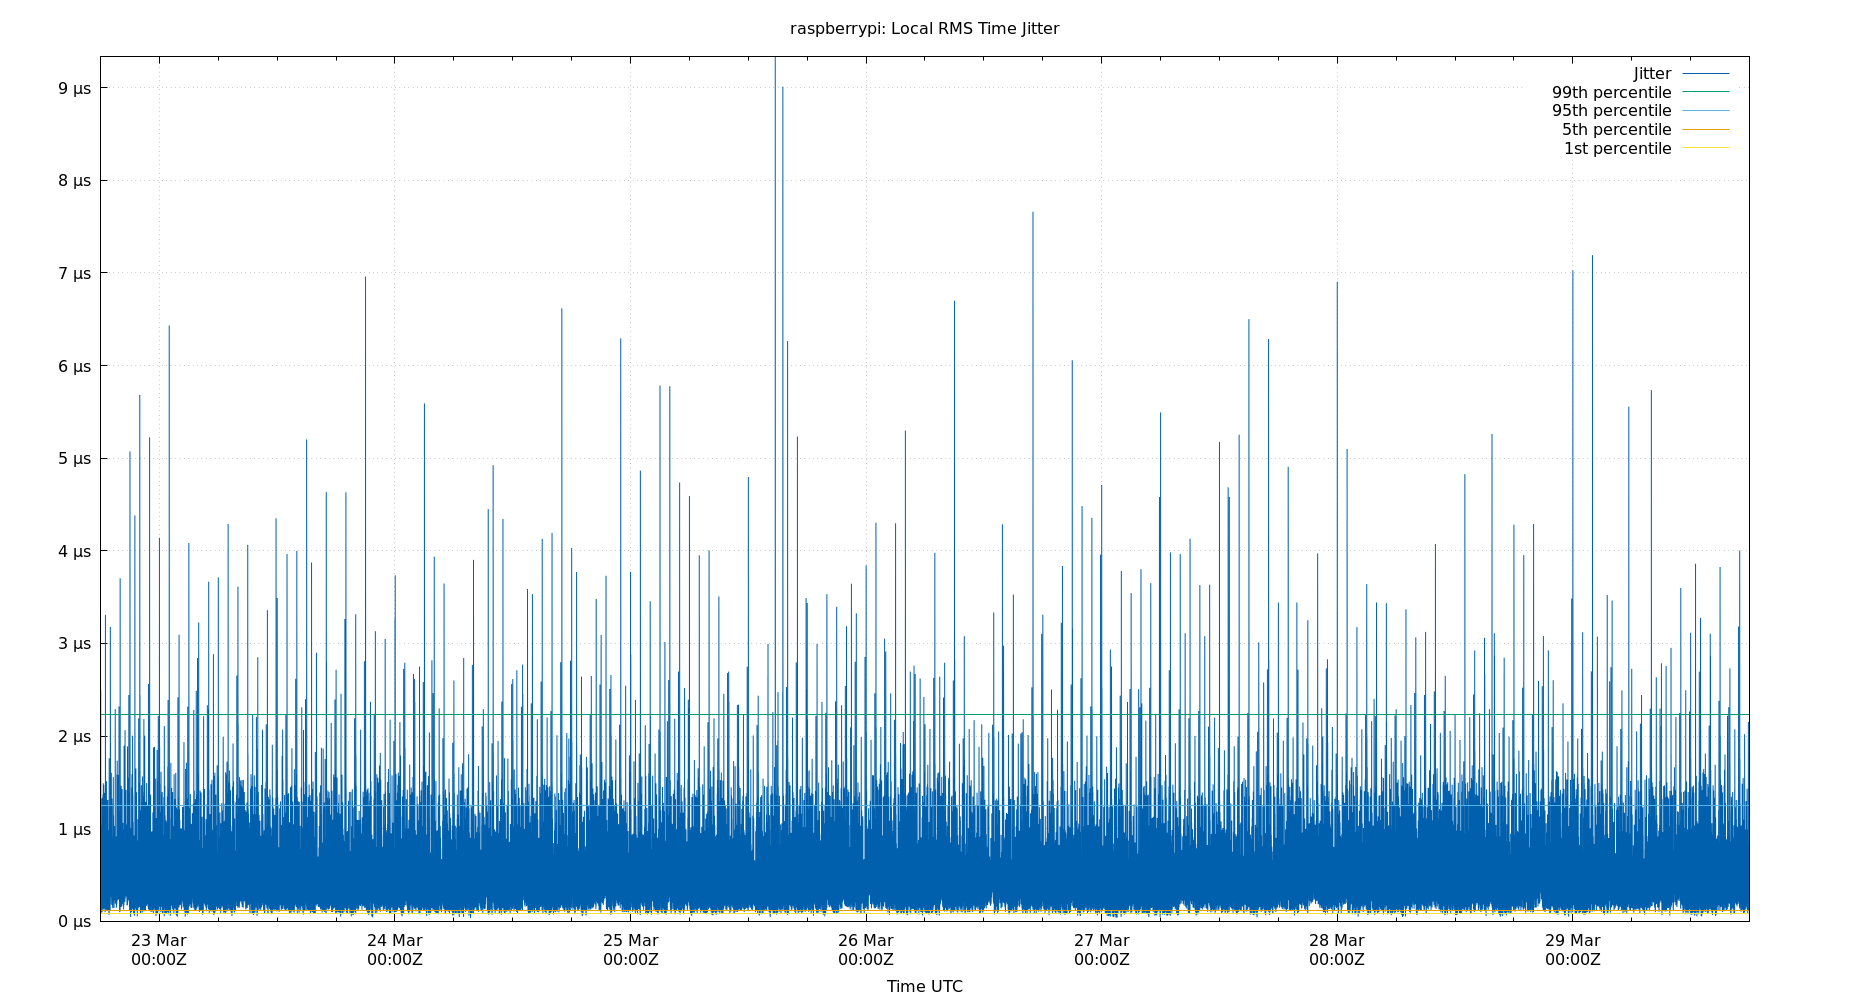 raspberrypi: Local RMS Time Jitter
Jitter
99th percentile
95th percentile
5th percentile
1st percentile
9 µs
8 µs
7 µs
6 µs
5 µs
4 µs
3 µs
2 µs
1 µs
0 µs
23 Mar 24 Mar 25 Mar 26 Mar 27 Mar 28 Mar 29 Mar
00:00Z 00:00Z 00:00Z 00:00Z 00:00Z 00:00Z 00:00Z
Time UTC